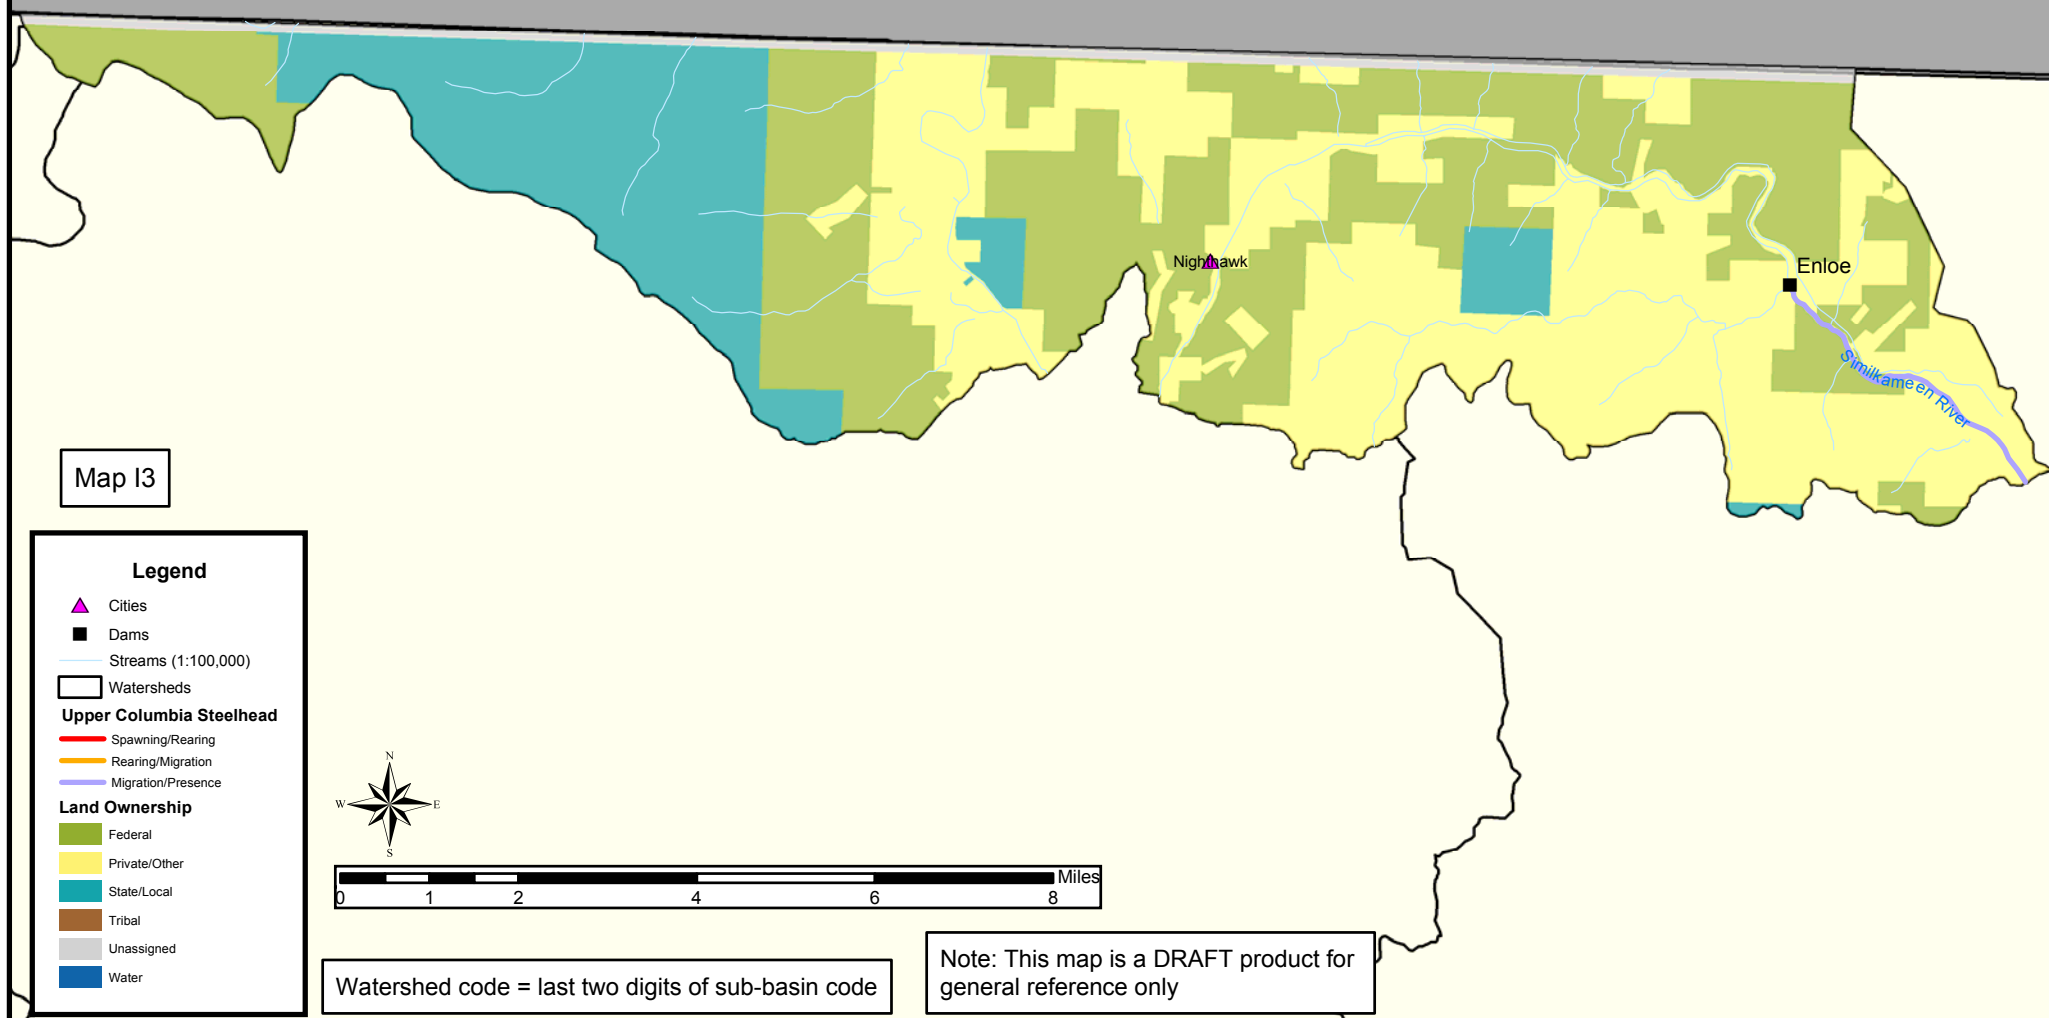 Nighthawk
Enloe
Similkameen River
Map I3
Legend
Cities
Dams
Streams (1:100,000)
Watersheds
Upper Columbia Steelhead
Spawning/Rearing
Rearing/Migration
Migration/Presence
Land Ownership
Federal
Private/Other
State/Local
Tribal
Unassigned
Water
N
W E
S
Miles
0 1 2 4 6 8
Watershed code = last two digits of sub-basin code
Note: This map is a DRAFT product for
general reference only